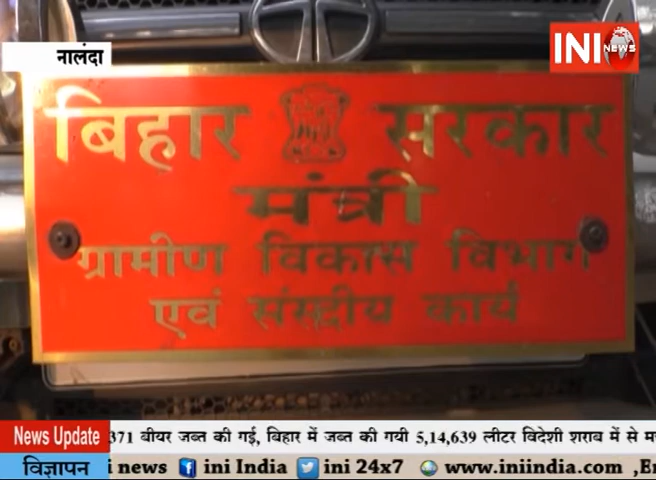 नालंदा
INI NEWS
बिहार सरकार
मंत्री
ग्रामीण विकास विभाग
एवं संसदीय कार्य
News Update
371 बीयर जब्त की गई, बिहार में जब्त की गयी 5,14,639 लीटर विदेशी शराब में से
विज्ञापन
i news ini India ini 24x7 www.iniindia.com